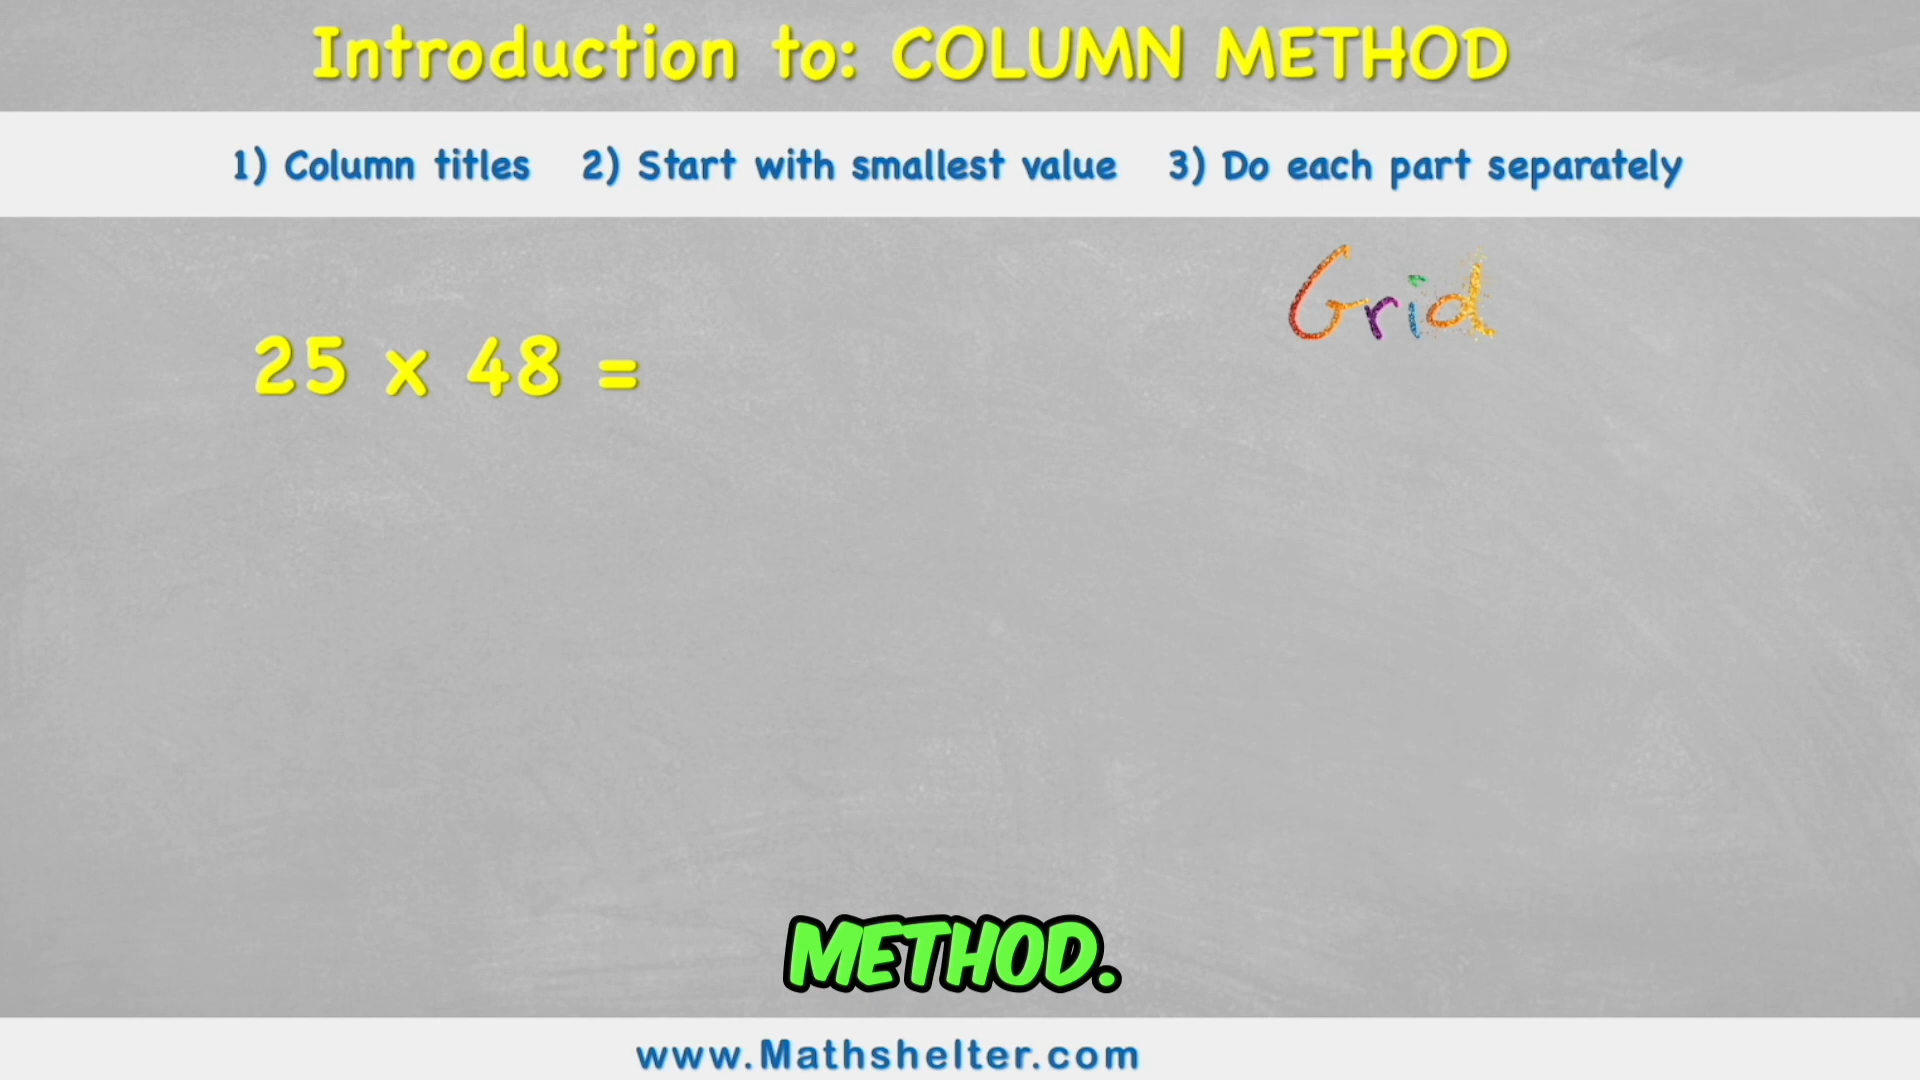 Introduction to: COLUMN METHOD
1) Column titles 2) Start with smallest value 3) Do each part separately
Grid
25 x 48 =
METHOD.
www.Mathshelter.com